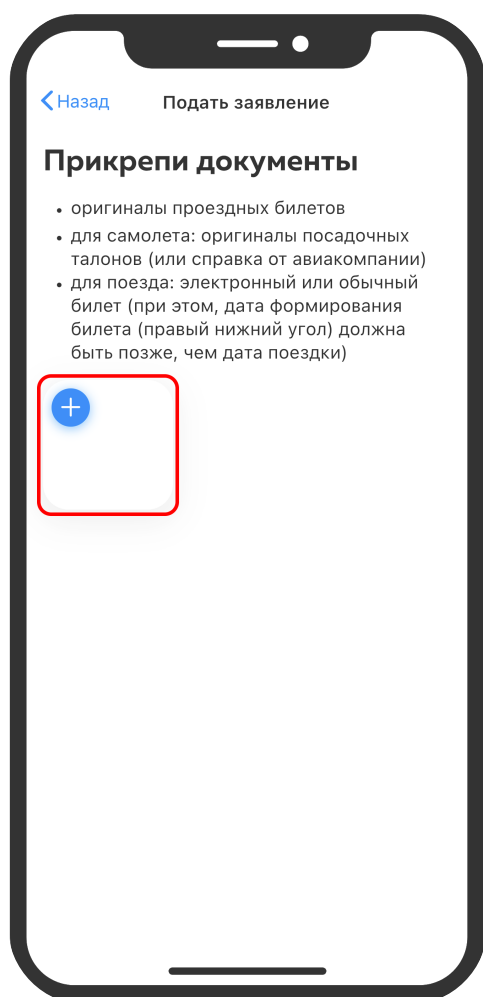 Назад Подать заявление
Прикрепи документы
• оригиналы проездных билетов
• для самолета: оригиналы посадочных
талонов (или справка от авиакомпании)
• для поезда: электронный или обычный
билет (при этом, дата формирования
билета (правый нижний угол) должна
быть позже, чем дата поездки)